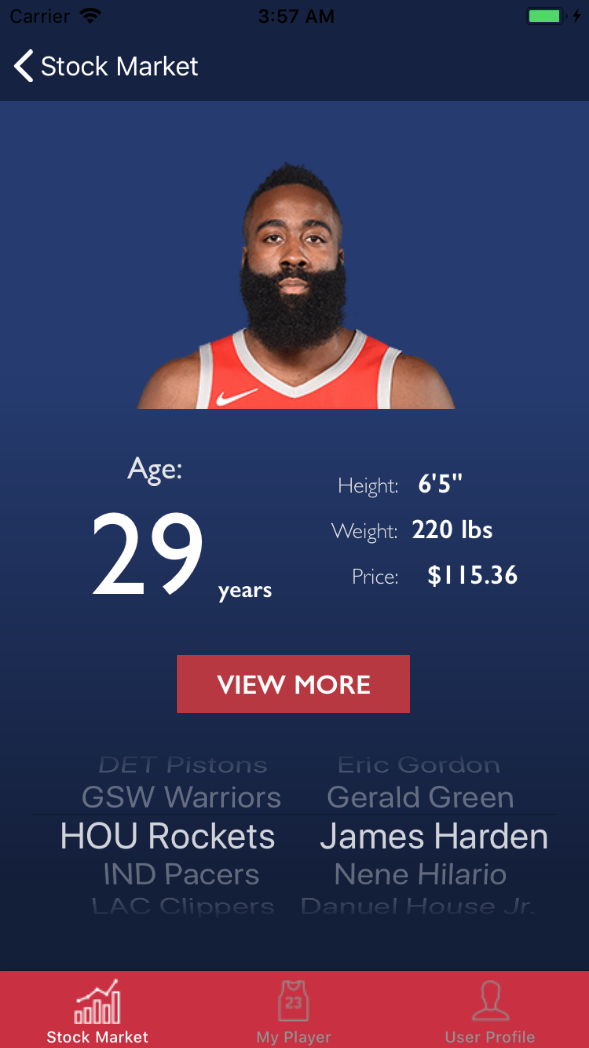 Carrier 3:57 AM
Stock Market
Age:
29 years
Height: 6'5"
Weight: 220 lbs
Price: $115.36
VIEW MORE
DET Pistons Eric Gordon
GSW Warriors Gerald Green
HOU Rockets James Harden
IND Pacers Nene Hilario
LAC Clippers Danuel House Jr.
23
Stock Market My Player User Profile